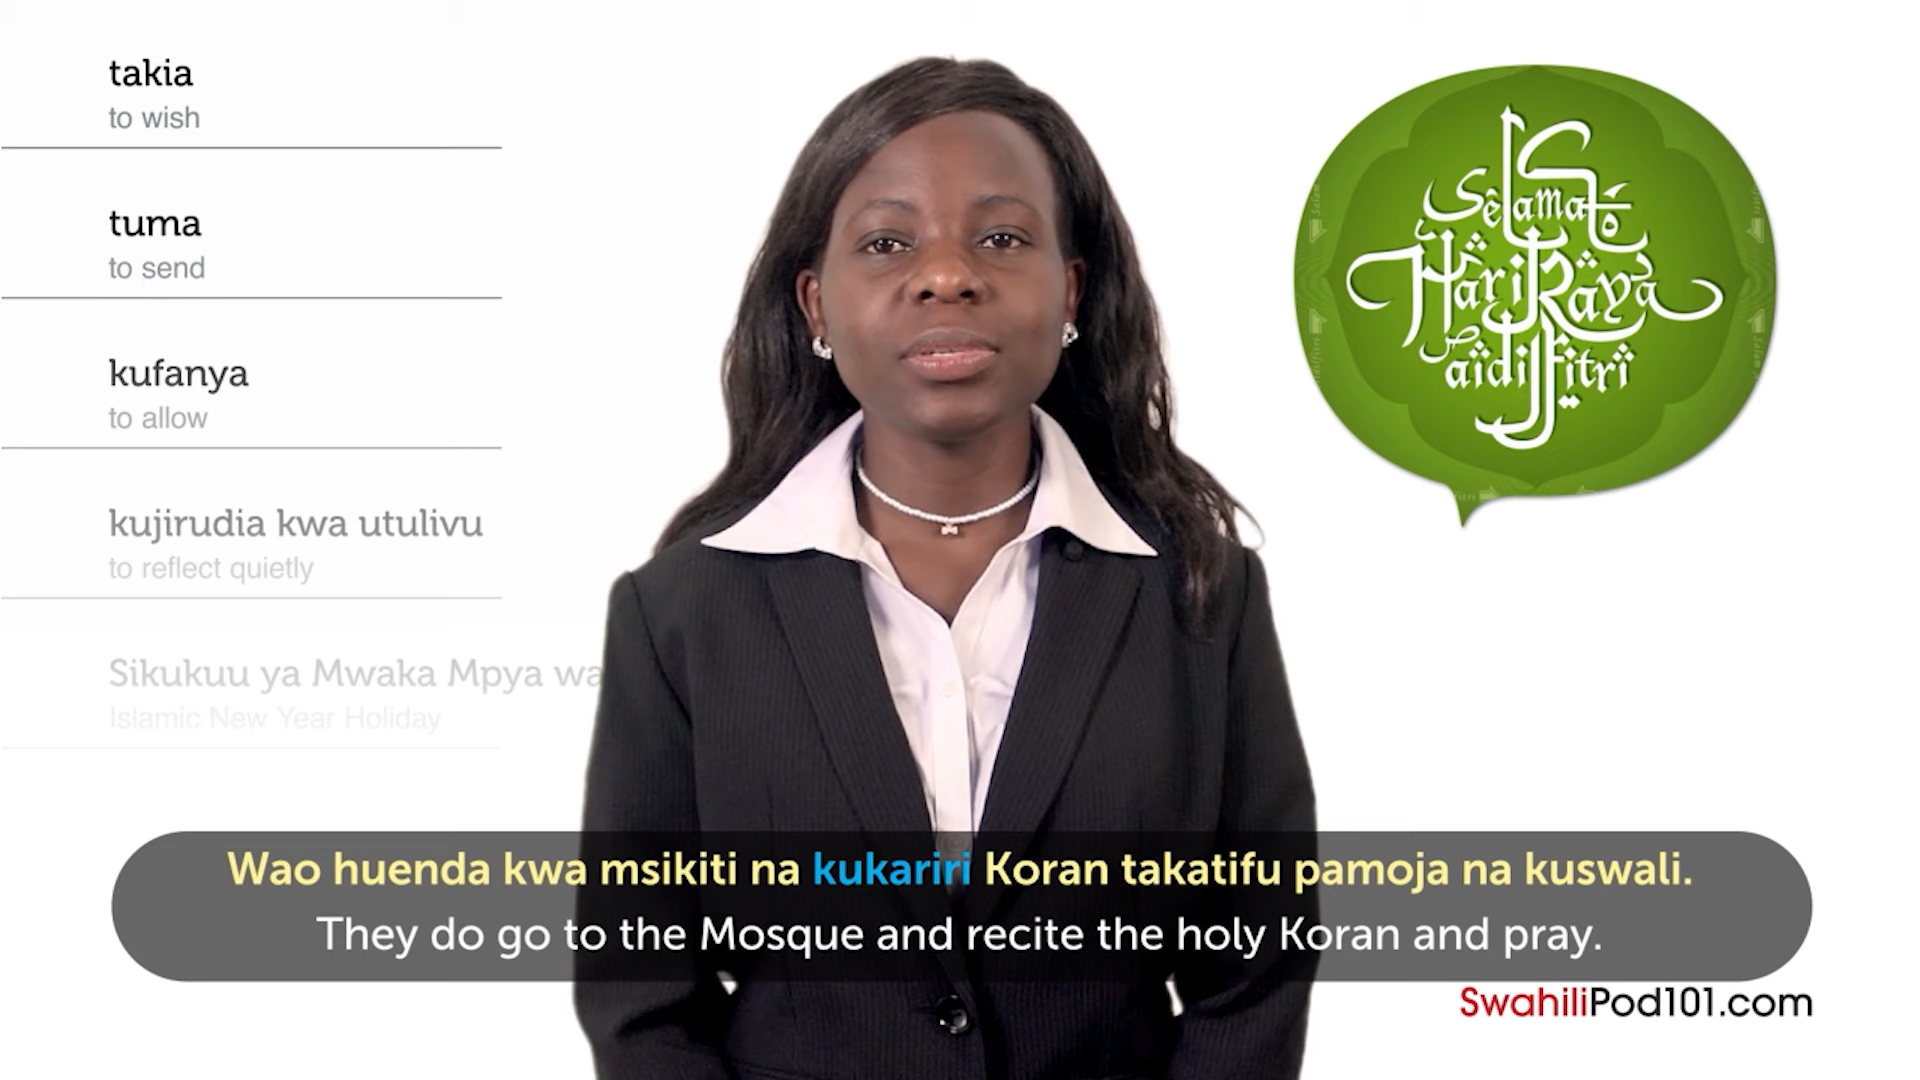 takia
to wish
tuma
to send
kufanya
to allow
kujirudia kwa utulivu
to reflect quietly
Sikukuu ya Mwaka Mpya wa
Islamic New Year Holiday
Selamat
Hari Raya
aidilfitri
Wao huenda kwa msikiti na kukariri Koran takatifu pamoja na kuswali.
They do go to the Mosque and recite the holy Koran and pray.
SwahiliPod101.com